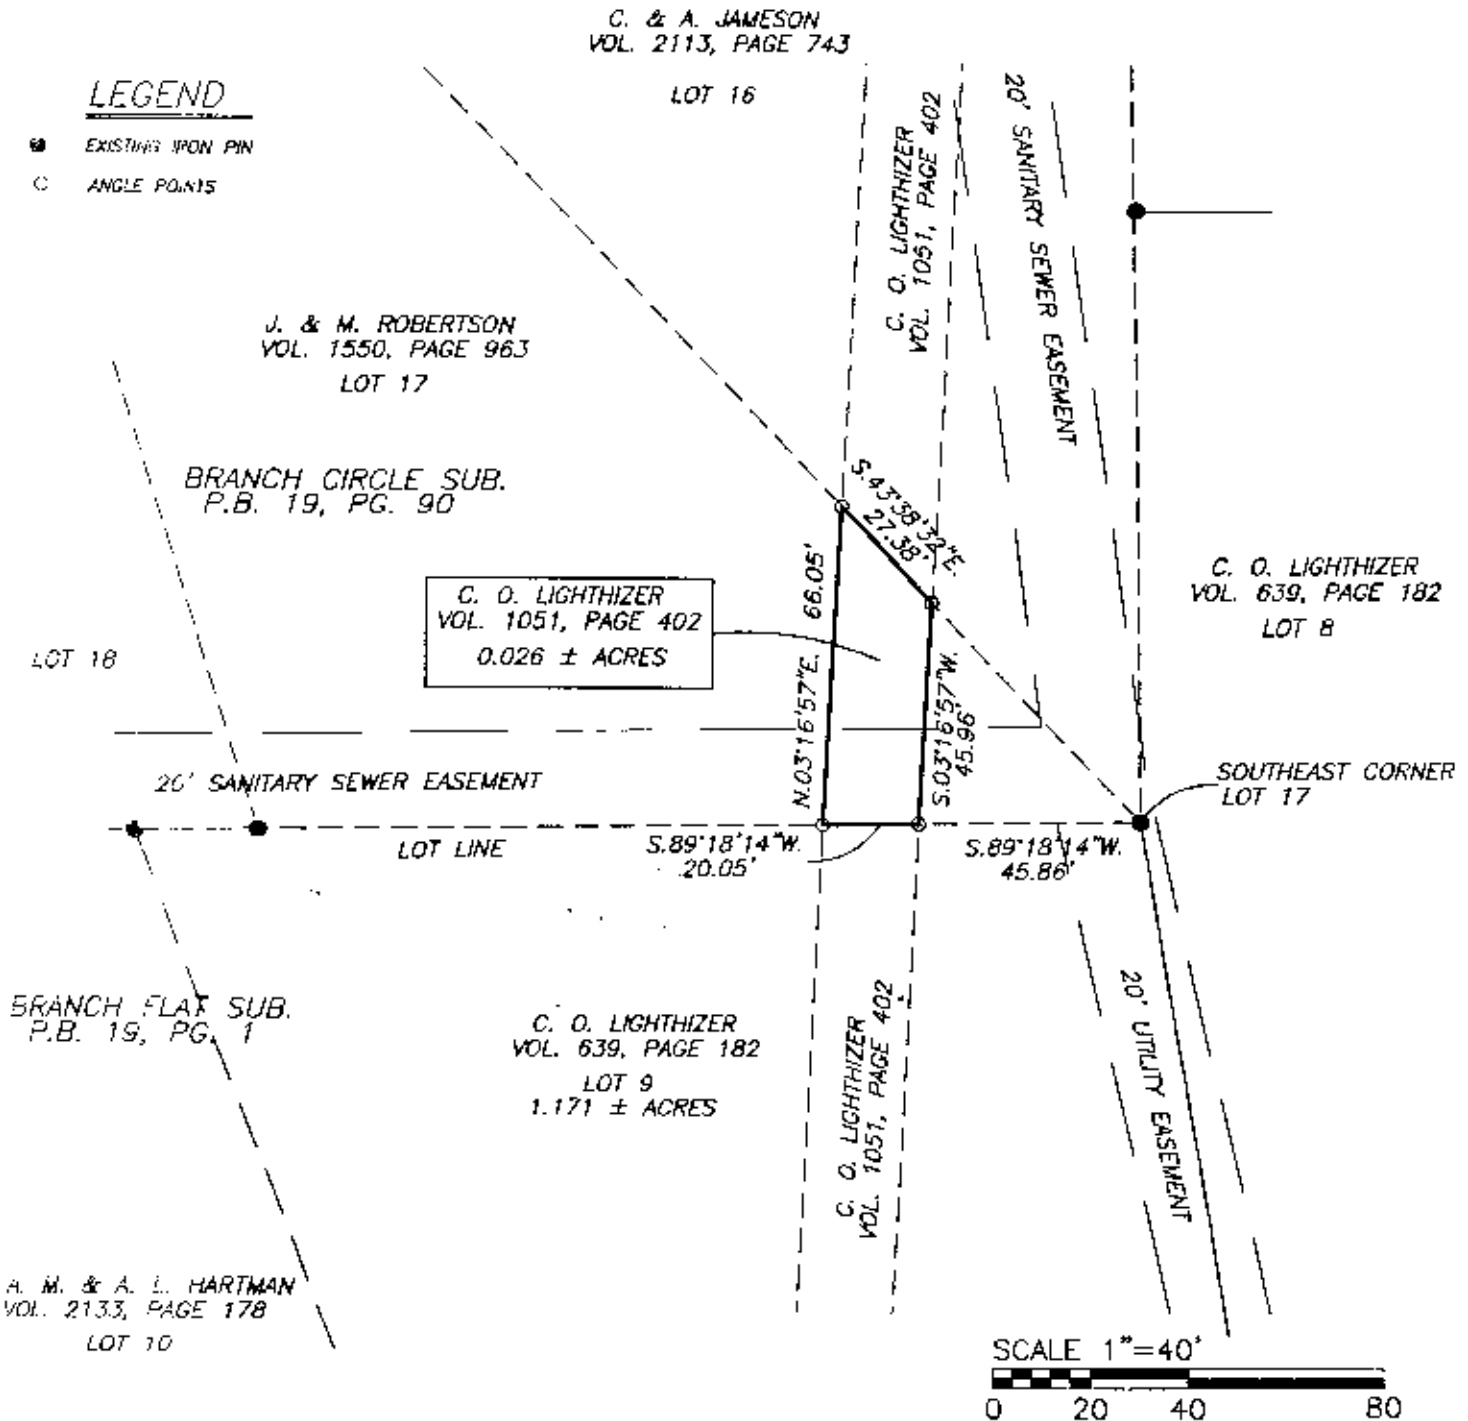 C. & A. JAMESON
VOL. 2113, PAGE 743
LOT 16
LEGEND
EXISTING IRON PIN
ANGLE POINTS
C. O. LIGHTHIZER
VOL. 1051, PAGE 402
20' SANITARY SEWER EASEMENT
J. & M. ROBERTSON
VOL. 1550, PAGE 963
LOT 17
BRANCH CIRCLE SUB.
P.B. 19, PG. 90
S.43°38'32"E.
27.38'
C. O. LIGHTHIZER
VOL. 1051, PAGE 402
0.026 ± ACRES
N.03°16'57"E. 66.05'
S.03°16'57"W.
45.96'
C. O. LIGHTHIZER
VOL. 639, PAGE 182
LOT 8
LOT 18
20' SANITARY SEWER EASEMENT
SOUTHEAST CORNER
LOT 17
LOT LINE
S.89°18'14"W.
20.05'
S.89°18'14"W.
45.86'
BRANCH FLAT SUB.
P.B. 19, PG. 1
C. O. LIGHTHIZER
VOL. 639, PAGE 182
LOT 9
1.171 ± ACRES
C. O. LIGHTHIZER
VOL. 1051, PAGE 402
20' UTILITY EASEMENT
A. M. & A. L. HARTMAN
VOL. 2133, PAGE 178
LOT 10
SCALE 1"=40'
0 20 40 80